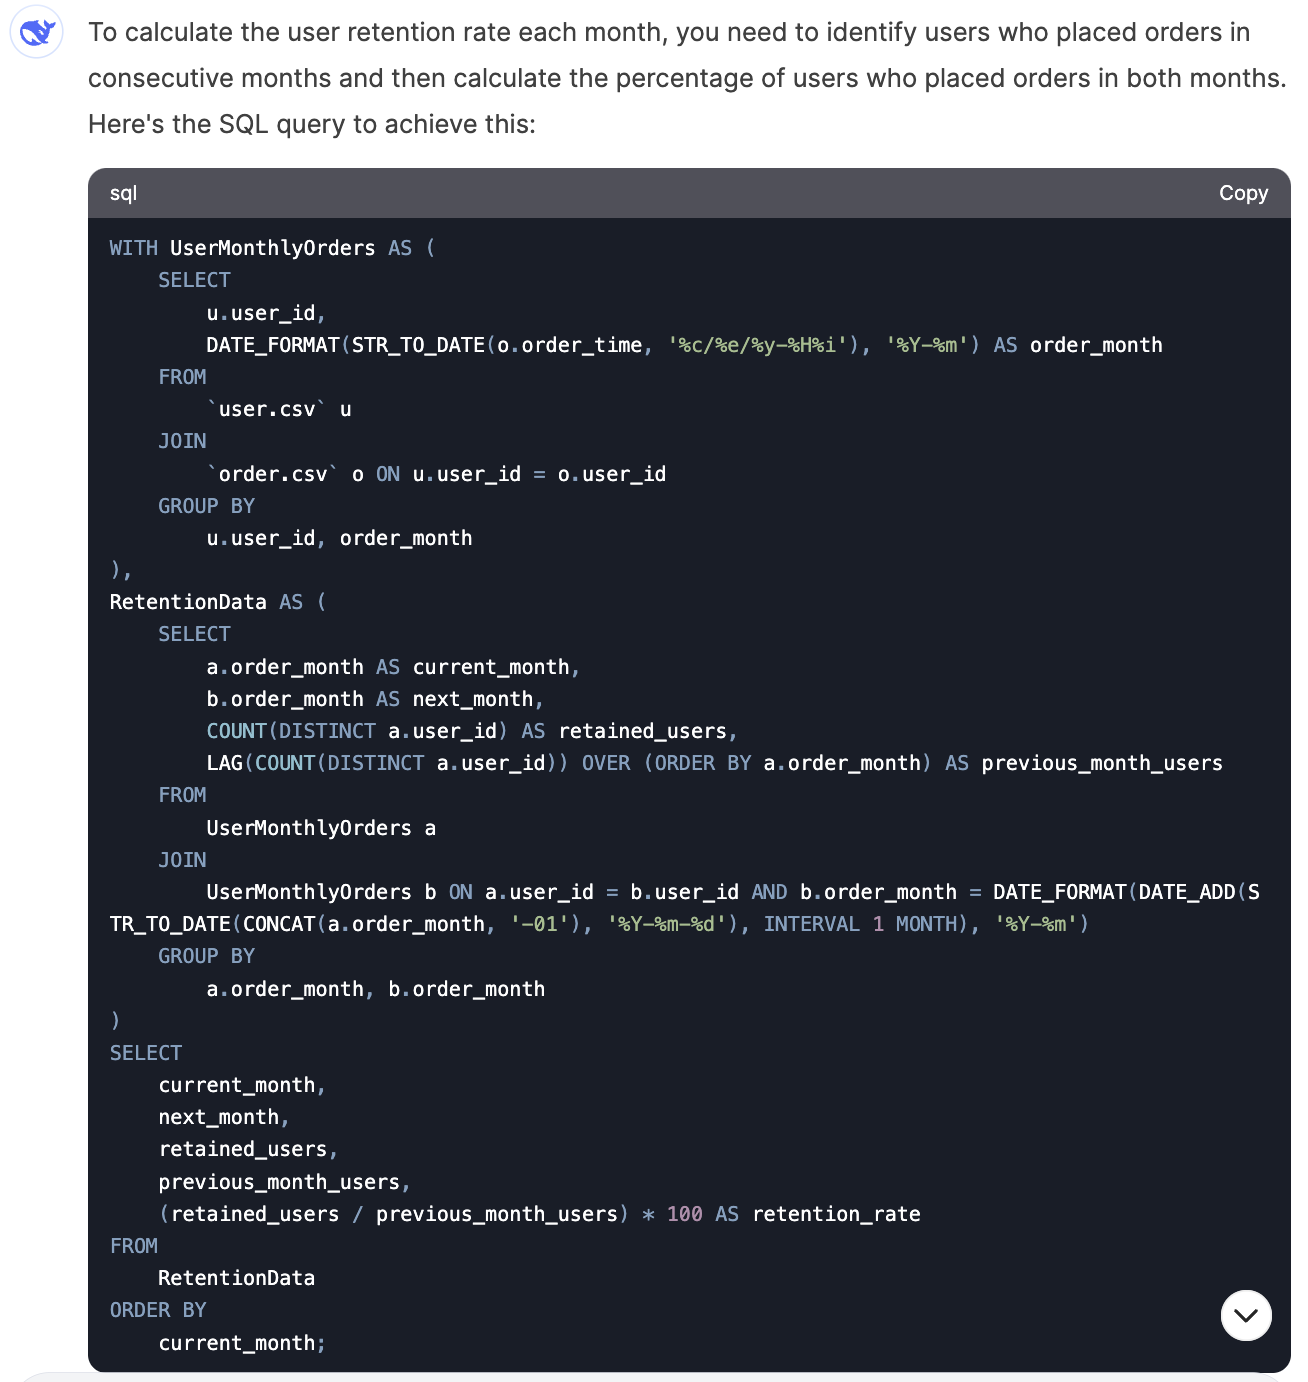 To calculate the user retention rate each month, you need to identify users who placed orders in
consecutive months and then calculate the percentage of users who placed orders in both months.
Here's the SQL query to achieve this:
sql
Copy
WITH UserMonthlyOrders AS (
    SELECT
        u.user_id,
        DATE_FORMAT(STR_TO_DATE(o.order_time, '%c/%e/%y-%H%i'), '%Y-%m') AS order_month
    FROM
        `user.csv` u
    JOIN
        `order.csv` o ON u.user_id = o.user_id
    GROUP BY
        u.user_id, order_month
),
RetentionData AS (
    SELECT
        a.order_month AS current_month,
        b.order_month AS next_month,
        COUNT(DISTINCT a.user_id) AS retained_users,
        LAG(COUNT(DISTINCT a.user_id)) OVER (ORDER BY a.order_month) AS previous_month_users
    FROM
        UserMonthlyOrders a
    JOIN
        UserMonthlyOrders b ON a.user_id = b.user_id AND b.order_month = DATE_FORMAT(DATE_ADD(S
TR_TO_DATE(CONCAT(a.order_month, '-01'), '%Y-%m-%d'), INTERVAL 1 MONTH), '%Y-%m')
    GROUP BY
        a.order_month, b.order_month
)
SELECT
    current_month,
    next_month,
    retained_users,
    previous_month_users,
    (retained_users / previous_month_users) * 100 AS retention_rate
FROM
    RetentionData
ORDER BY
    current_month;